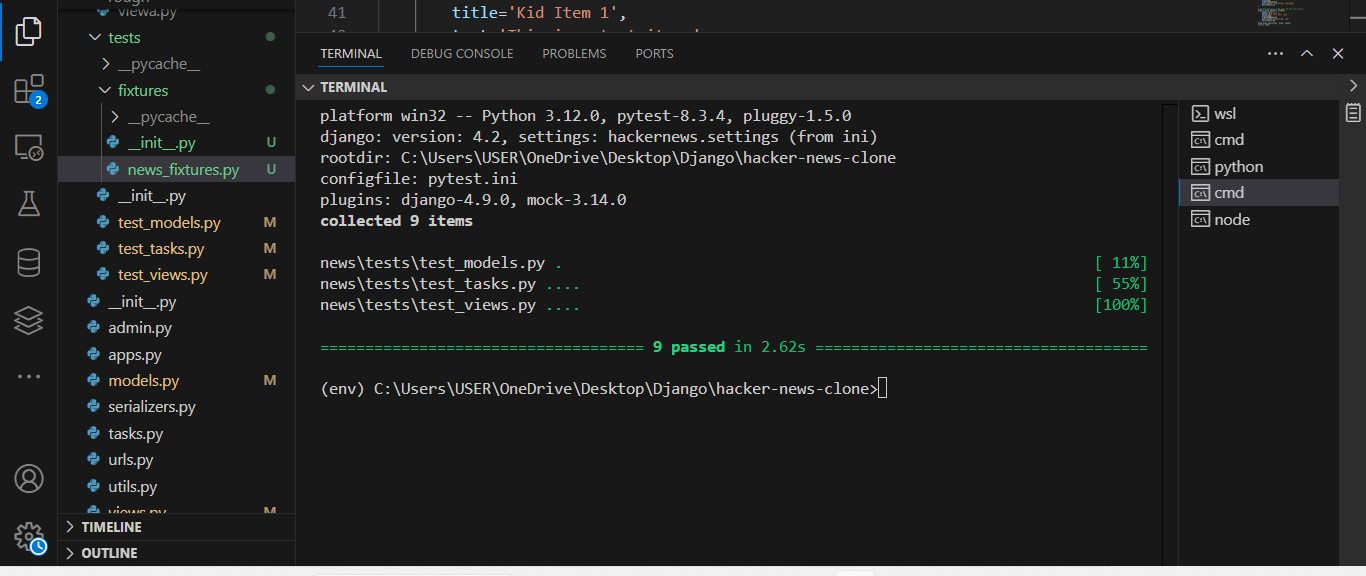 viewa.py
tests
__pycache__
fixtures
__pycache__
__init__.py U
news_fixtures.py U
__init__.py
test_models.py M
test_tasks.py M
test_views.py M
__init__.py
admin.py
apps.py
models.py M
serializers.py
tasks.py
urls.py
utils.py
views.py M
TIMELINE
OUTLINE
2
41 title='Kid Item 1',
TERMINAL DEBUG CONSOLE PROBLEMS PORTS
TERMINAL
platform win32 -- Python 3.12.0, pytest-8.3.4, pluggy-1.5.0
django: version: 4.2, settings: hackernews.settings (from ini)
rootdir: C:\Users\USER\OneDrive\Desktop\Django\hacker-news-clone
configfile: pytest.ini
plugins: django-4.9.0, mock-3.14.0
collected 9 items
news\tests\test_models.py . [ 11%]
news\tests\test_tasks.py .... [ 55%]
news\tests\test_views.py .... [100%]
==================================== 9 passed in 2.62s =====================================
(env) C:\Users\USER\OneDrive\Desktop\Django\hacker-news-clone>
wsl
cmd
python
cmd
node